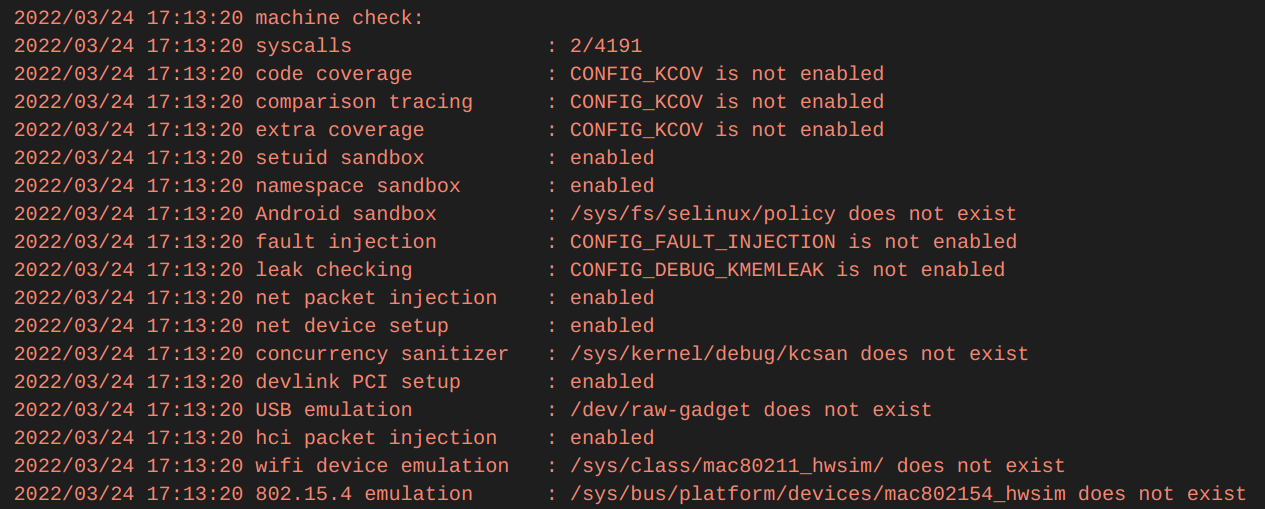 2022/03/24 17:13:20 machine check:
2022/03/24 17:13:20 syscalls                : 2/4191
2022/03/24 17:13:20 code coverage           : CONFIG_KCOV is not enabled
2022/03/24 17:13:20 comparison tracing      : CONFIG_KCOV is not enabled
2022/03/24 17:13:20 extra coverage          : CONFIG_KCOV is not enabled
2022/03/24 17:13:20 setuid sandbox          : enabled
2022/03/24 17:13:20 namespace sandbox       : enabled
2022/03/24 17:13:20 Android sandbox         : /sys/fs/selinux/policy does not exist
2022/03/24 17:13:20 fault injection         : CONFIG_FAULT_INJECTION is not enabled
2022/03/24 17:13:20 leak checking           : CONFIG_DEBUG_KMEMLEAK is not enabled
2022/03/24 17:13:20 net packet injection    : enabled
2022/03/24 17:13:20 net device setup        : enabled
2022/03/24 17:13:20 concurrency sanitizer   : /sys/kernel/debug/kcsan does not exist
2022/03/24 17:13:20 devlink PCI setup       : enabled
2022/03/24 17:13:20 USB emulation           : /dev/raw-gadget does not exist
2022/03/24 17:13:20 hci packet injection    : enabled
2022/03/24 17:13:20 wifi device emulation   : /sys/class/mac80211_hwsim/ does not exist
2022/03/24 17:13:20 802.15.4 emulation      : /sys/bus/platform/devices/mac802154_hwsim does not exist